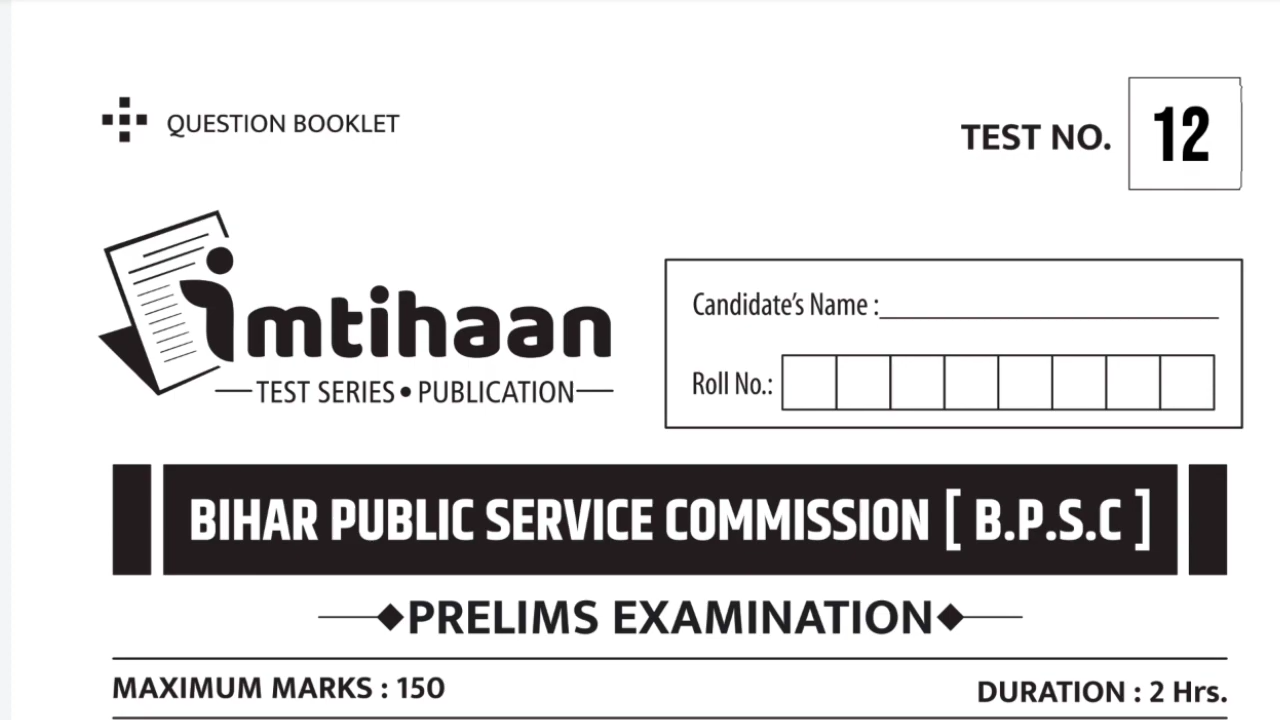 QUESTION BOOKLET
TEST NO. 12
imtihaan
TEST SERIES • PUBLICATION
Candidate's Name :
Roll No.:
BIHAR PUBLIC SERVICE COMMISSION [ B.P.S.C ]
PRELIMS EXAMINATION
MAXIMUM MARKS : 150
DURATION : 2 Hrs.